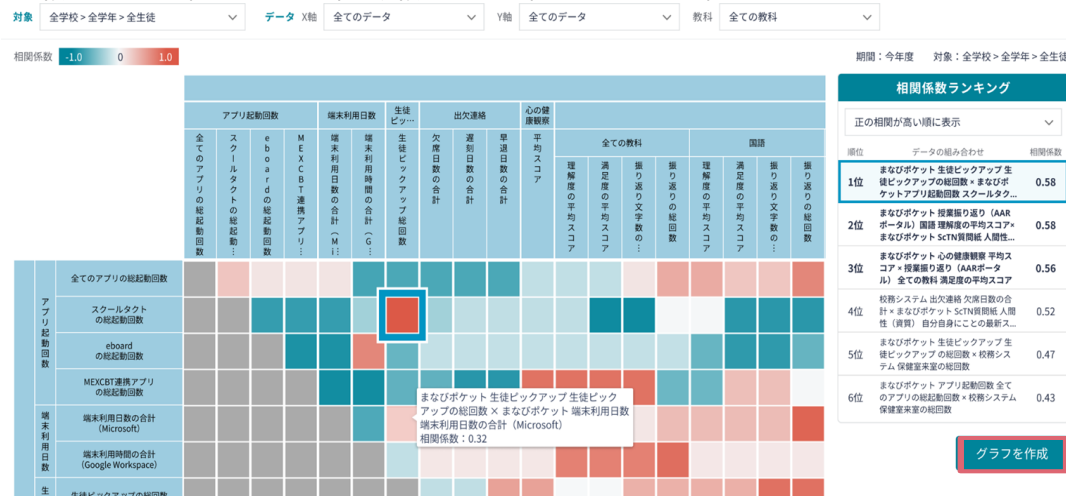 対象 全学校 > 全学年 > 全生徒 データ X軸 全てのデータ Y軸 全てのデータ 教科 全ての教科
相関係数 -1.0 0 1.0
期間：今年度 対象：全学校 > 全学年 > 全生徒
アプリ起動回数 端末利用日数 生徒ピッ… 出欠連絡 心の健康観察
全てのアプリの総起動回数
スクールタクトの総起動…
eboardの総起動回数
MEXCBT連携アプリ…
端末利用日数の合計（Mi…
端末利用時間の合計（G…
生徒ピックアップ総回数
欠席日数の合計
遅刻日数の合計
早退日数の合計
平均スコア
全ての教科
理解度の平均スコア
満足度の平均スコア
振り返り文字数の…
振り返りの総回数
国語
理解度の平均スコア
満足度の平均スコア
振り返り文字数の…
振り返りの総回数
アプリ起動回数
全てのアプリの総起動回数
スクールタクト
の総起動回数
eboard
の総起動回数
MEXCBT連携アプリ
の総起動回数
端末利用日数
端末利用日数の合計
（Microsoft）
端末利用時間の合計
（Google Workspace）
生
生徒ピックアップの総回数
まなびポケット 生徒ピックアップ 生徒ピック
アップの総回数 × まなびポケット 端末利用日数
端末利用日数の合計（Microsoft）
相関係数：0.32
相関係数ランキング
正の相関が高い順に表示
順位 データの組み合わせ 相関係数
1位 まなびポケット 生徒ピックアップ 生
徒ピックアップの総回数 × まなびポ
ケットアプリ起動回数 スクールタク… 0.58
2位 まなびポケット 授業振り返り（AAR
ポータル）国語 理解度の平均スコア×
まなびポケット ScTN質問紙 人間性… 0.58
3位 まなびポケット 心の健康観察 平均ス
コア × 授業振り返り（AARポータ
ル） 全ての教科 満足度の平均スコア 0.56
4位 校務システム 出欠連絡 欠席日数の合
計 × まなびポケット ScTN質問紙 人間
性（資質） 自分自身にことの最新ス… 0.52
5位 まなびポケット 生徒ピックアップ 生
徒ピックアップ の総回数 × 校務シス
テム 保健室来室の総回数 0.47
6位 まなびポケット アプリ起動回数 全て
のアプリの総起動回数 × 校務システム
保健室来室の総回数 0.43
グラフを作成